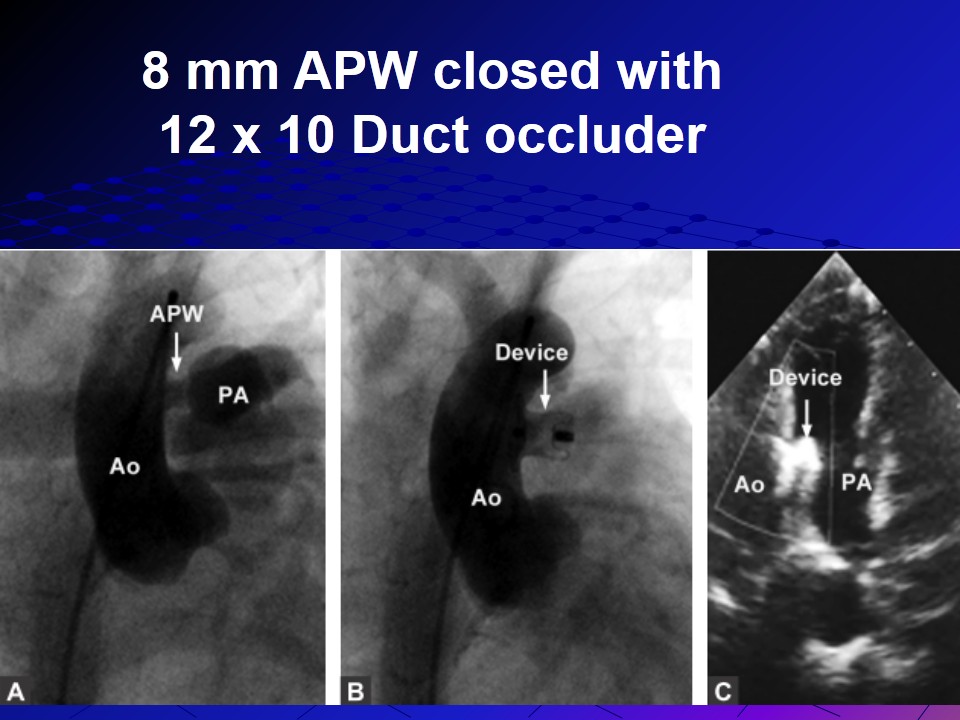 8 mm APW closed with
12 x 10 Duct occluder
APW
PA
Ao
A
Device
Ao
B
Device
Ao
PA
C